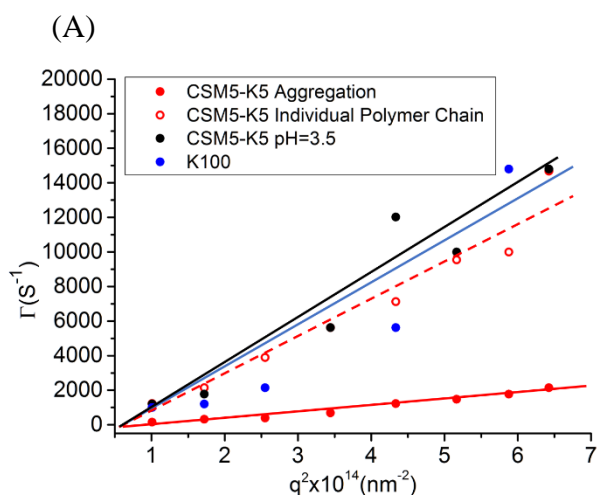 (A)
20000
18000
16000
14000
12000
10000
8000
6000
4000
2000
0
Γ(S⁻¹)
CSM5-K5 Aggregation
CSM5-K5 Individual Polymer Chain
CSM5-K5 pH=3.5
K100
1 2 3 4 5 6 7
q²x10¹⁴(nm⁻²)